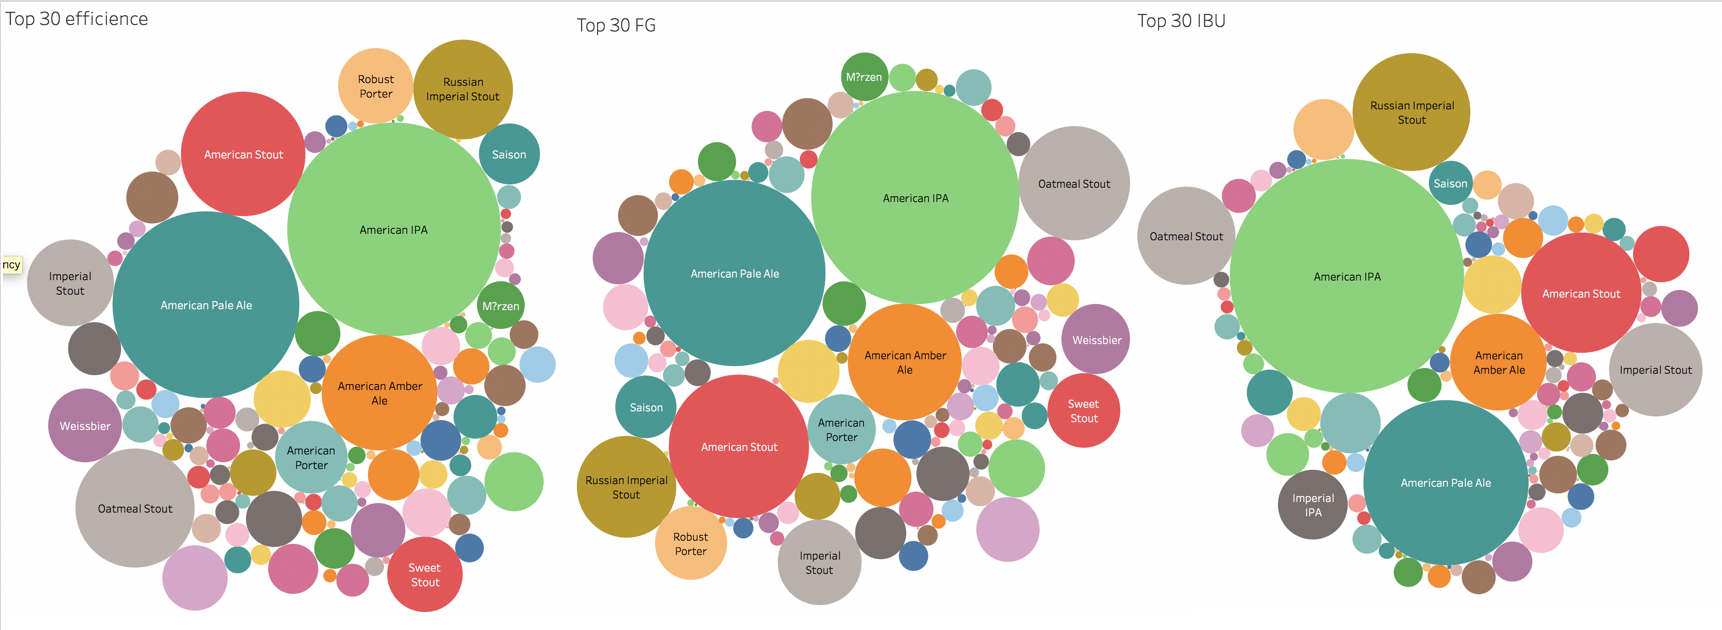 Top 30 efficience
Robust
Porter
Russian
Imperial Stout
American Stout
Saison
American IPA
ncy
Imperial
Stout
American Pale Ale
M?rzen
American Amber
Ale
Weissbier
American
Porter
Oatmeal Stout
Sweet
Stout
Top 30 FG
M?rzen
Oatmeal Stout
American IPA
American Pale Ale
Weissbier
American Amber
Ale
Saison
Sweet
Stout
American
Porter
American Stout
Russian Imperial
Stout
Robust
Porter
Imperial
Stout
Top 30 IBU
Russian Imperial
Stout
Saison
Oatmeal Stout
American IPA
American Stout
American
Amber Ale
Imperial Stout
American Pale Ale
Imperial
IPA